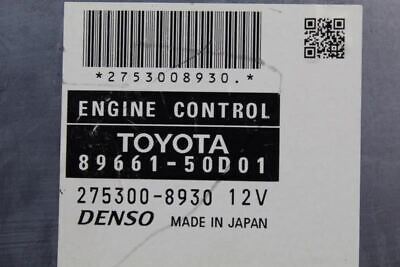 *2753008930.*
ENGINE CONTROL
TOYOTA
89661-50D01
275300-8930 12V
DENSO MADE IN JAPAN